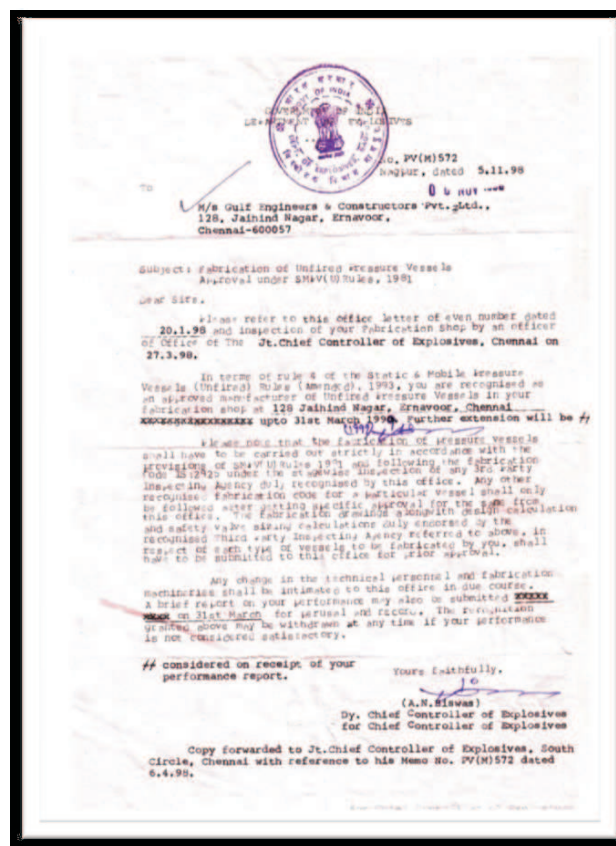 GOVERNMENT OF INDIA
DEPARTMENT OF EXPLOSIVES
No. PV(M)572
Nagpur, dated 5.11.98
To
M/s Gulf Engineers & Constructors Pvt. Ltd.,
128, Jaihind Nagar, Ernavoor,
Chennai-600057
Subject: Fabrication of Unfired Pressure Vessels
Approval under SMPV(U)Rules, 1981
Dear Sirs,
Please refer to this office letter of even number dated
20.1.98 and inspection of your Fabrication shop by an officer
of Office of The Jt.Chief Controller of Explosives, Chennai on
27.3.98.
In terms of rule 4 of the Static & Mobile Pressure
Vessels (Unfired) Rules (Amended), 1993, you are recognised as
an approved manufacturer of Unfired Pressure Vessels in your
fabrication shop at 128 Jaihind Nagar, Ernavoor, Chennai
upto 31st March Further extension will be ##
Please note that the fabrication of pressure vessels
shall have to be carried out strictly in accordance with the
provisions of SMPV(U)Rules 1981 and following the fabrication
Code IS:2825 under the stagewise inspection of any 3rd Party
Inspecting Agency duly recognised by this office. Any other
recognised fabrication code for a particular vessel shall only
be followed after getting specific approval for the same from
this office. The fabrication drawings alongwith design calculation
and safety valve sizing calculations duly endorsed by the
recognised Third Party Inspecting Agency referred to above, in
respect of each type of vessels to be fabricated by you, shall
have to be submitted to this office for prior approval.
Any change in the technical personnel and fabrication
machineries shall be intimated to this office in due course.
A brief report on your performance may also be submitted
on 31st March for perusal and record. The recognition
granted above may be withdrawn at any time if your performance
is not considered satisfactory.
## considered on receipt of your
performance report.
Yours faithfully.
(A.N.Biswas)
Dy. Chief Controller of Explosives
for Chief Controller of Explosives
Copy forwarded to Jt.Chief Controller of Explosives, South
Circle, Chennai with reference to his Memo No. PV(M)572 dated
6.4.98.